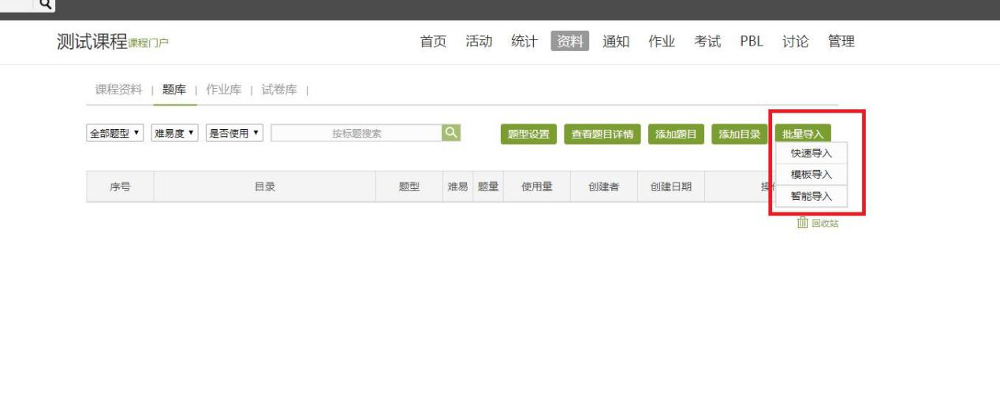 测试课程课程门户 首页 活动 统计 资料 通知 作业 考试 PBL 讨论 管理
课程资料 | 题库 | 作业库 | 试卷库 |
全部题型 难易度 是否使用 按标题搜索 题型设置 查看题目详情 添加题目 添加目录 批量导入
快速导入
模板导入
序号 目录 题型 难易 题量 使用量 创建者 创建日期 操
智能导入
回收站